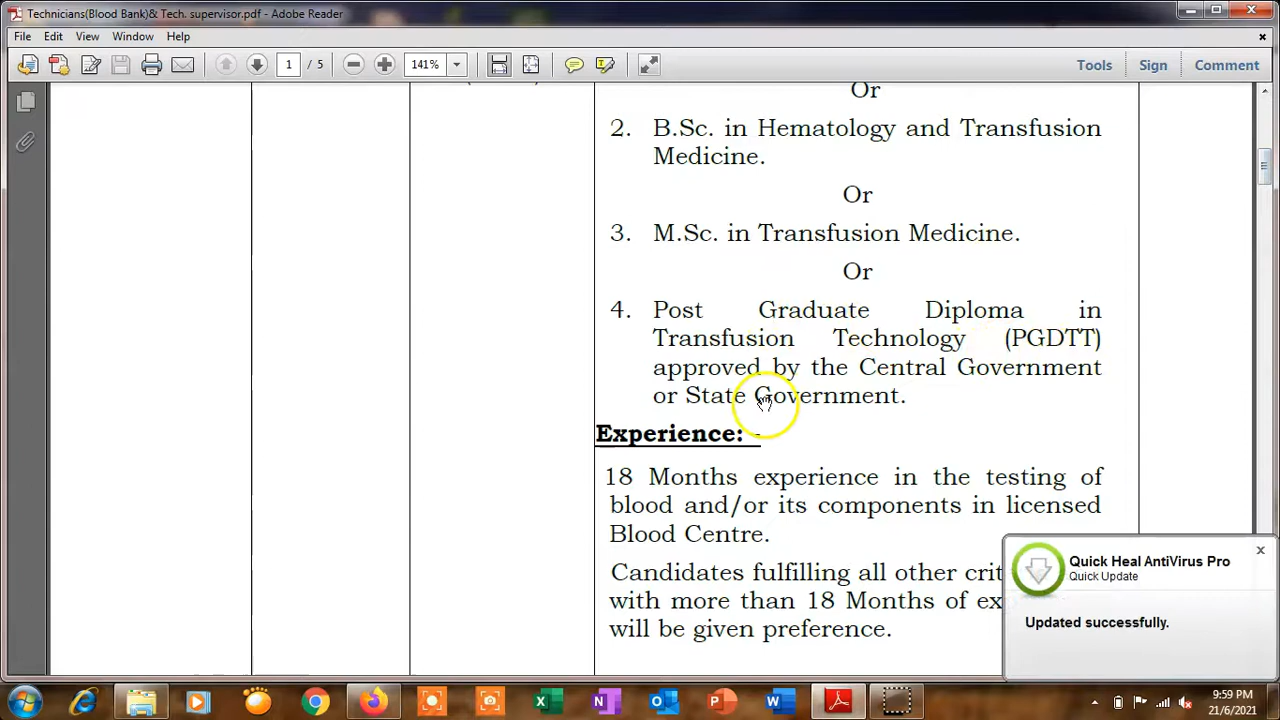 Technicians(Blood Bank)& Tech. supervisor.pdf - Adobe Reader
File Edit View Window Help
1 / 5 141% Tools Sign Comment
Or
2. B.Sc. in Hematology and Transfusion
Medicine.
Or
3. M.Sc. in Transfusion Medicine.
Or
4. Post Graduate Diploma in
Transfusion Technology (PGDTT)
approved by the Central Government
or State Government.
Experience: -
18 Months experience in the testing of
blood and/or its components in licensed
Blood Centre.
Candidates fulfilling all other crit
with more than 18 Months of ex
will be given preference.
Quick Heal AntiVirus Pro
Quick Update
Updated successfully.
9:59 PM
21/6/2021